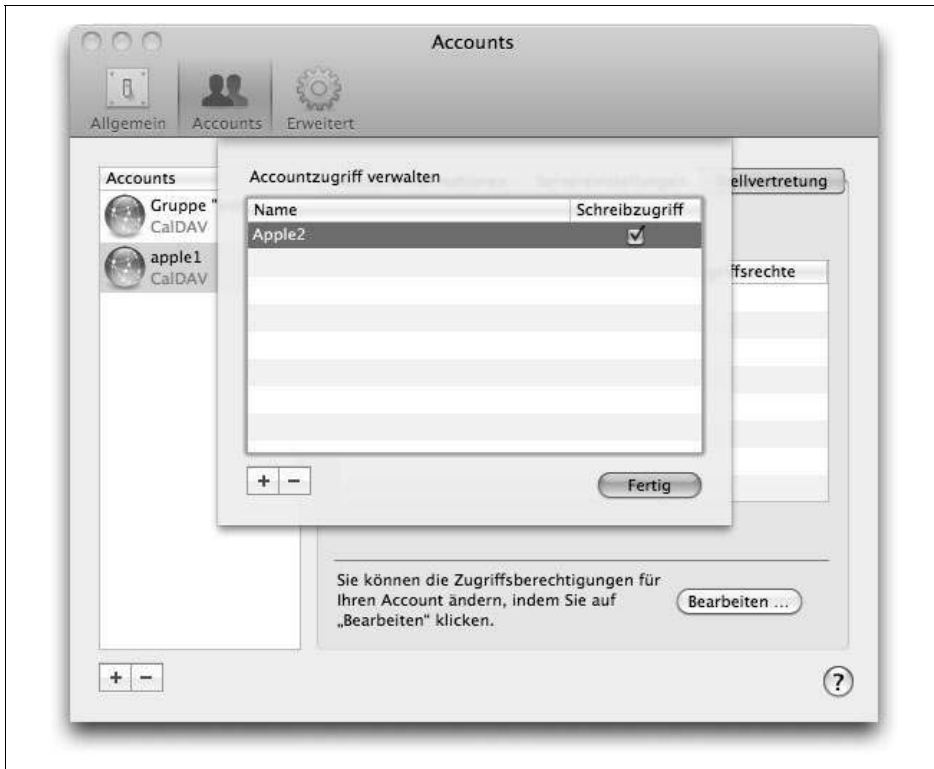 Accounts
Allgemein Accounts Erweitert
Accounts
Gruppe "
CalDAV
apple1
CalDAV
Accountzugriff verwalten
Name Schreibzugriff
Apple2
+ −
Fertig
ellvertretung
ffsrechte
Sie können die Zugriffsberechtigungen für
Ihren Account ändern, indem Sie auf
„Bearbeiten“ klicken.
Bearbeiten ...
+ −
?